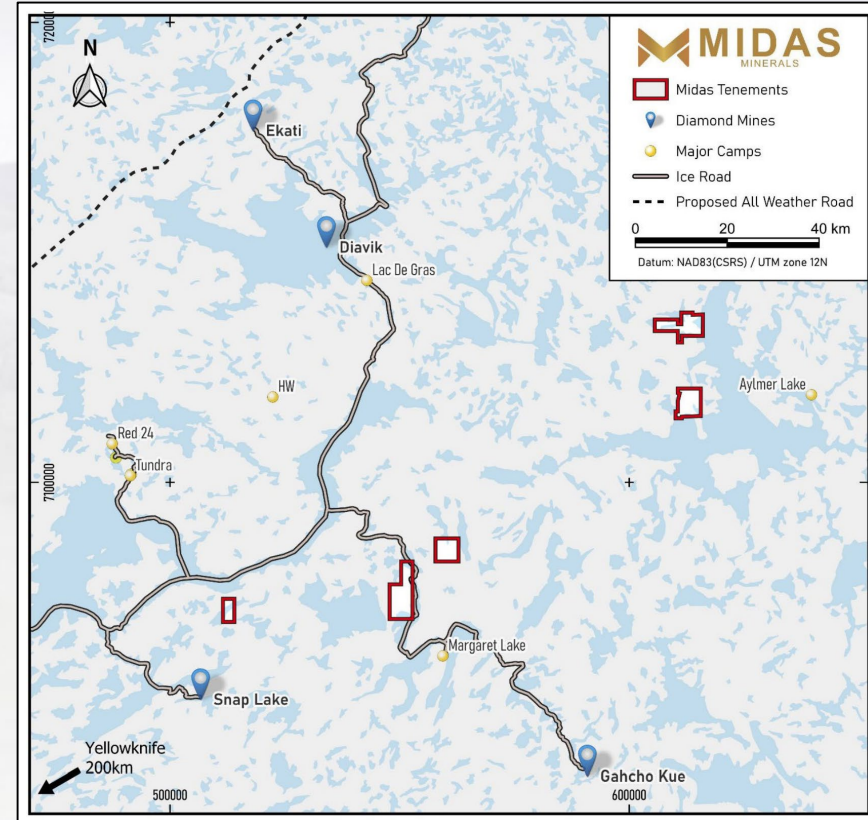 MIDAS
MINERALS
Midas Tenements
Diamond Mines
Major Camps
Ice Road
Proposed All Weather Road
0 20 40 km
Datum: NAD83(CSRS) / UTM zone 12N
N
Ekati
Diavik
Lac De Gras
HW
Aylmer Lake
Red 24
Tundra
7100000
Margaret Lake
Snap Lake
Yellowknife
200km
Gahcho Kue
500000
600000